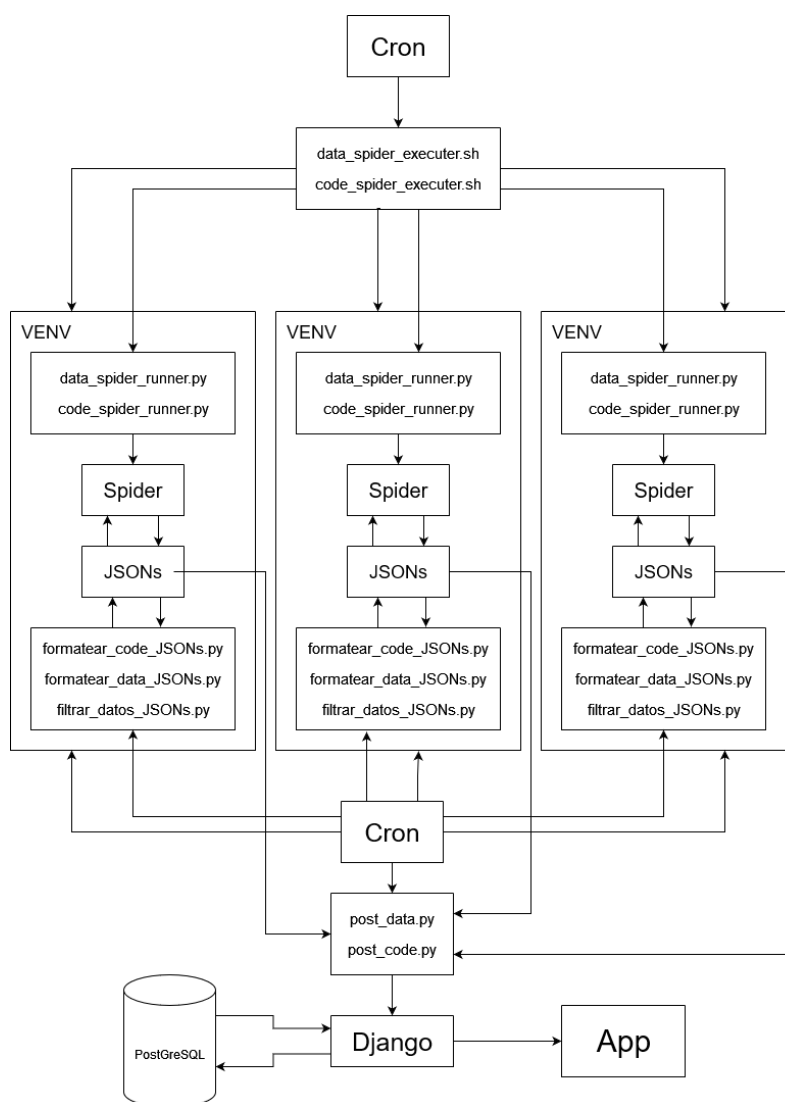 Cron
data_spider_executer.sh
code_spider_executer.sh
VENV
data_spider_runner.py
code_spider_runner.py
Spider
JSONs
formatear_code_JSONs.py
formatear_data_JSONs.py
filtrar_datos_JSONs.py
VENV
data_spider_runner.py
code_spider_runner.py
Spider
JSONs
formatear_code_JSONs.py
formatear_data_JSONs.py
filtrar_datos_JSONs.py
VENV
data_spider_runner.py
code_spider_runner.py
Spider
JSONs
formatear_code_JSONs.py
formatear_data_JSONs.py
filtrar_datos_JSONs.py
Cron
post_data.py
post_code.py
PostGreSQL
Django
App